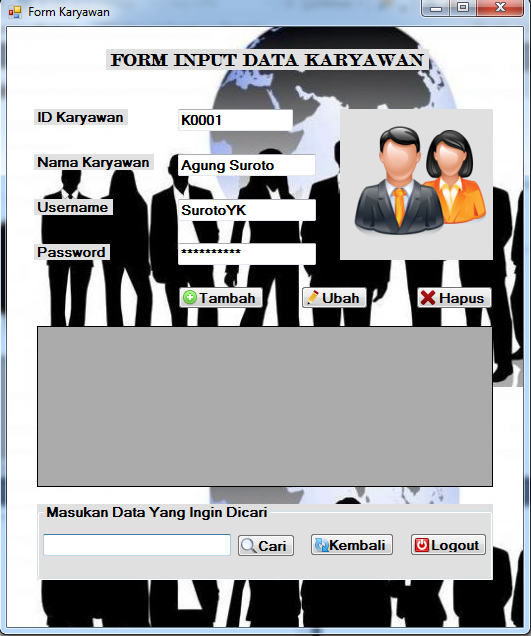 Form Karyawan
FORM INPUT DATA KARYAWAN
ID Karyawan K0001
Nama Karyawan Agung Suroto
Username SurotoYK
Password **********
Tambah Ubah Hapus
Masukan Data Yang Ingin Dicari
Cari Kembali Logout